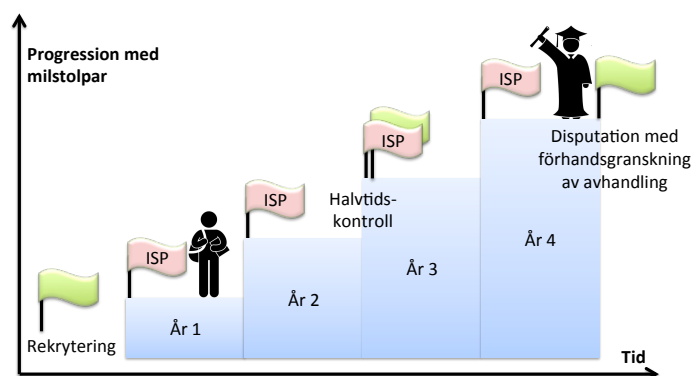 Progression med
milstolpar
ISP
ISP
ISP
ISP
Disputation med
förhandsgranskning
av avhandling
Halvtids-
kontroll
År 4
År 3
År 2
År 1
Rekrytering
Tid